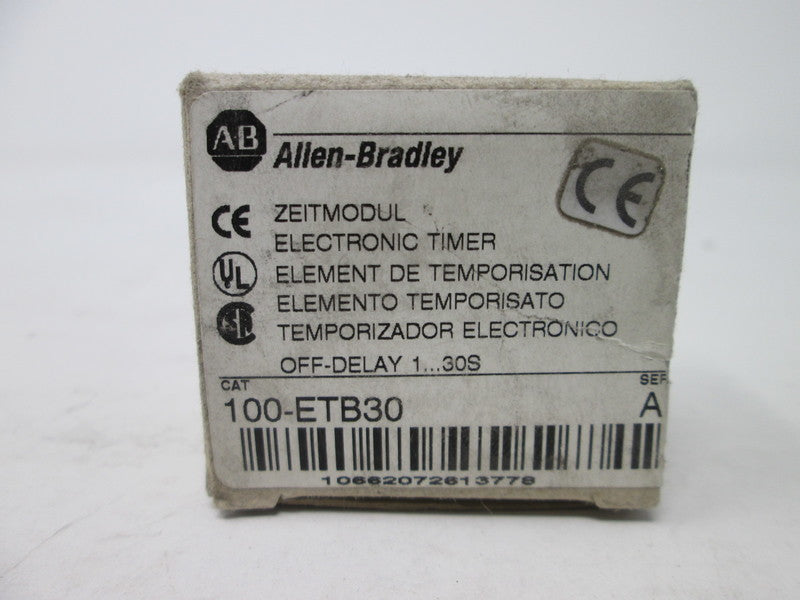 AB Allen-Bradley
CE
CE ZEITMODUL
ELECTRONIC TIMER
UL ELEMENT DE TEMPORISATION
ELEMENTO TEMPORISATO
TEMPORIZADOR ELECTRONICO
OFF-DELAY 1...30S
CAT SER
100-ETB30 A
10662072613778